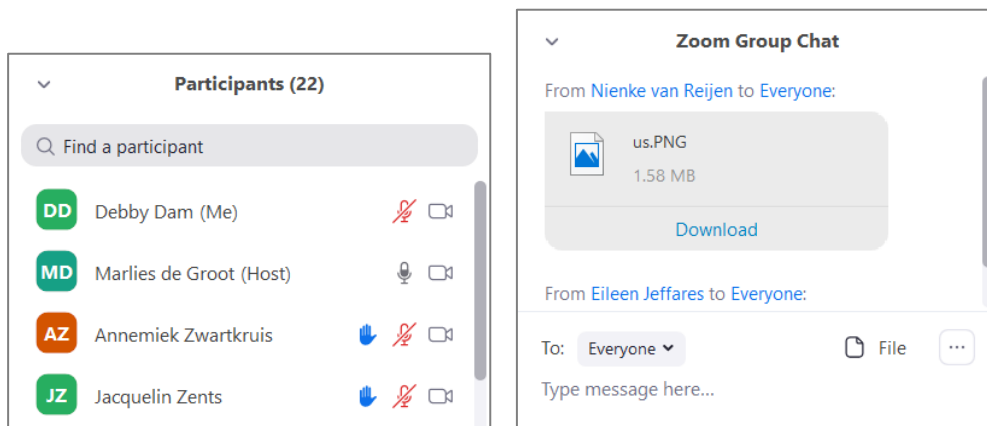 Participants (22)
Find a participant
DD Debby Dam (Me)
MD Marlies de Groot (Host)
AZ Annemiek Zwartkruis
JZ Jacquelin Zents
Zoom Group Chat
From Nienke van Reijen to Everyone:
us.PNG
1.58 MB
Download
From Eileen Jeffares to Everyone:
To: Everyone File ...
Type message here...